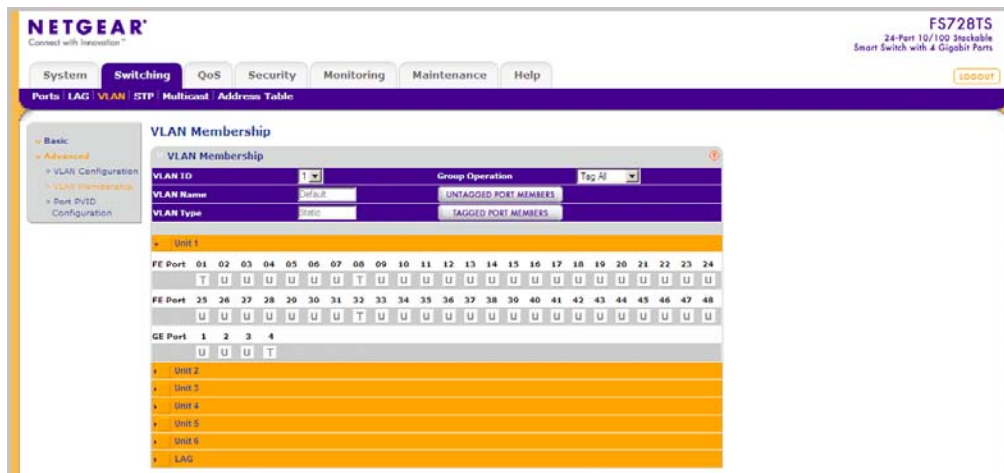 NETGEAR
Connect with Innovation™
FS728TS
24-Port 10/100 Stackable
Smart Switch with 4 Gigabit Ports
System Switching QoS Security Monitoring Maintenance Help
LOGOUT
Ports LAG VLAN STP Multicast Address Table
Basic
Advanced
VLAN Configuration
VLAN Membership
Port PVID
Configuration
VLAN Membership
VLAN Membership
VLAN ID 1 Group Operation Tag All
VLAN Name Default UNTAGGED PORT MEMBERS
VLAN Type Static TAGGED PORT MEMBERS
Unit 1
FE Port 01 02 03 04 05 06 07 08 09 10 11 12 13 14 15 16 17 18 19 20 21 22 23 24
T U U U U U U T U U U U U U U U U U U U U U U U
FE Port 25 26 27 28 29 30 31 32 33 34 35 36 37 38 39 40 41 42 43 44 45 46 47 48
U U U U U U U T U U U U U U U U U U U U U U U U
GE Port 1 2 3 4
U U U T
Unit 2
Unit 3
Unit 4
Unit 5
Unit 6
LAG